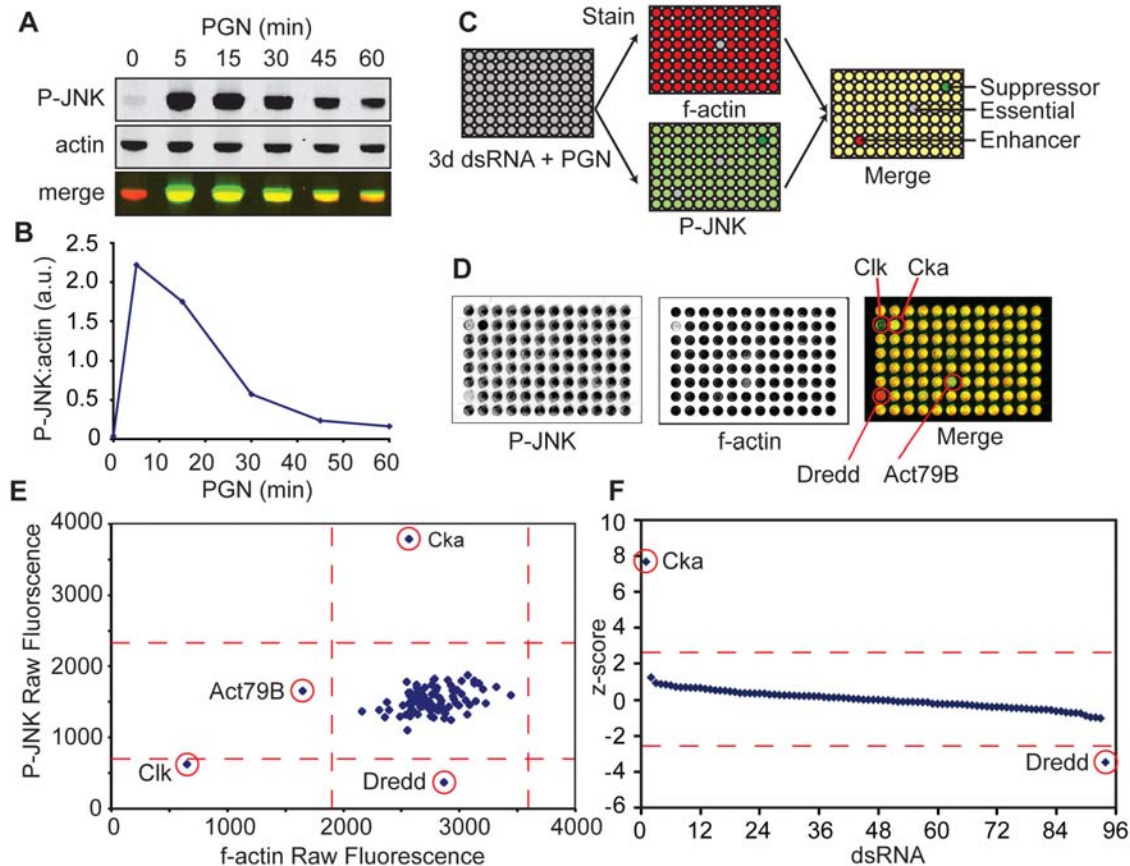 A
PGN (min)
0 5 15 30 45 60
P-JNK
actin
merge
B
P-JNK:actin (a.u.)
2.5
2.0
1.5
1.0
0.5
0
0 10 20 30 40 50 60
PGN (min)
C
Stain
3d dsRNA + PGN
f-actin
P-JNK
Suppressor
Essential
Enhancer
Merge
D
Clk Cka
P-JNK
f-actin
Merge
Dredd Act79B
E
P-JNK Raw Fluorescence
4000
3000
2000
1000
0
Cka
Act79B
Clk
Dredd
0 1000 2000 3000 4000
f-actin Raw Fluorescence
F
z-score
10
8
6
4
2
0
-2
-4
-6
Cka
Dredd
0 12 24 36 48 60 72 84 96
dsRNA